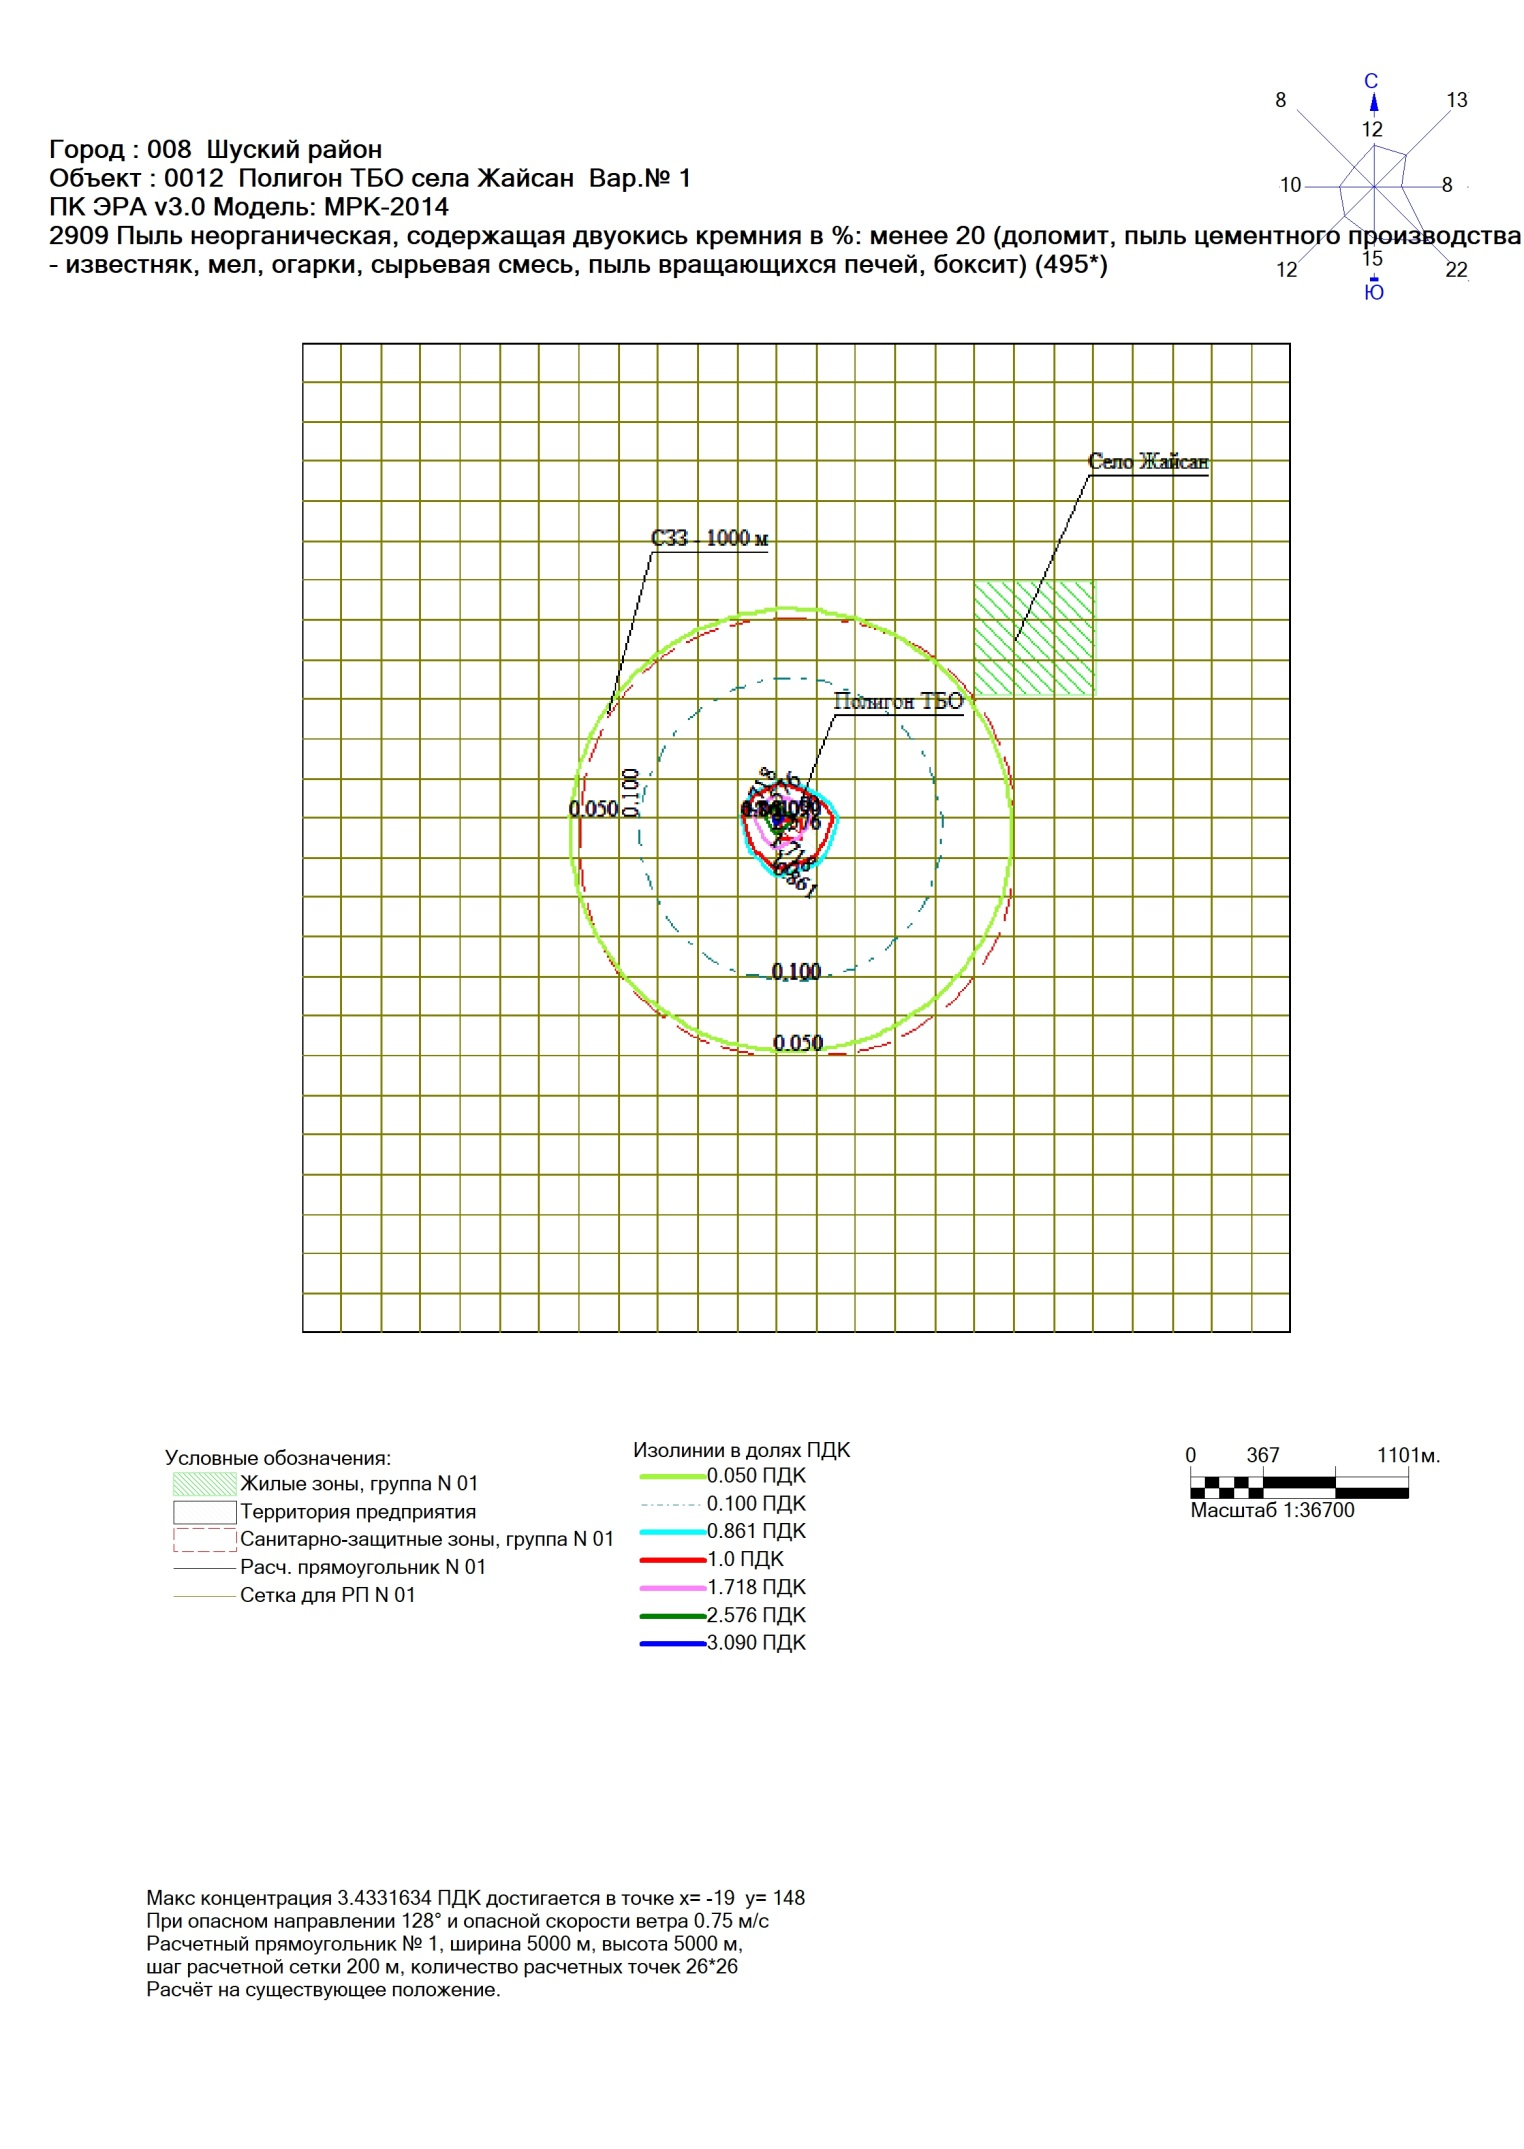 С
8
13
12
Город : 008 Шуский район
Объект : 0012 Полигон ТБО села Жайсан Вар.№ 1
10
8
ПК ЭРА v3.0 Модель: МРК-2014
2909 Пыль неорганическая, содержащая двуокись кремния в %: менее 20 (доломит, пыль цементного производства
- известняк, мел, огарки, сырьевая смесь, пыль вращающихся печей, боксит) (495*)
15
12
22
Ю
Село Жайсан
СЗЗ - 1000 м
Полигон ТБО
0.100
0.050
0.100
0.050
Условные обозначения:
Жилые зоны, группа N 01
Территория предприятия
Санитарно-защитные зоны, группа N 01
Расч. прямоугольник N 01
Сетка для РП N 01
Изолинии в долях ПДК
0.050 ПДК
0.100 ПДК
0.861 ПДК
1.0 ПДК
1.718 ПДК
2.576 ПДК
3.090 ПДК
0 367 1101м.
Масштаб 1:36700
Макс концентрация 3.4331634 ПДК достигается в точке x= -19 y= 148
При опасном направлении 128° и опасной скорости ветра 0.75 м/с
Расчетный прямоугольник № 1, ширина 5000 м, высота 5000 м,
шаг расчетной сетки 200 м, количество расчетных точек 26*26
Расчёт на существующее положение.